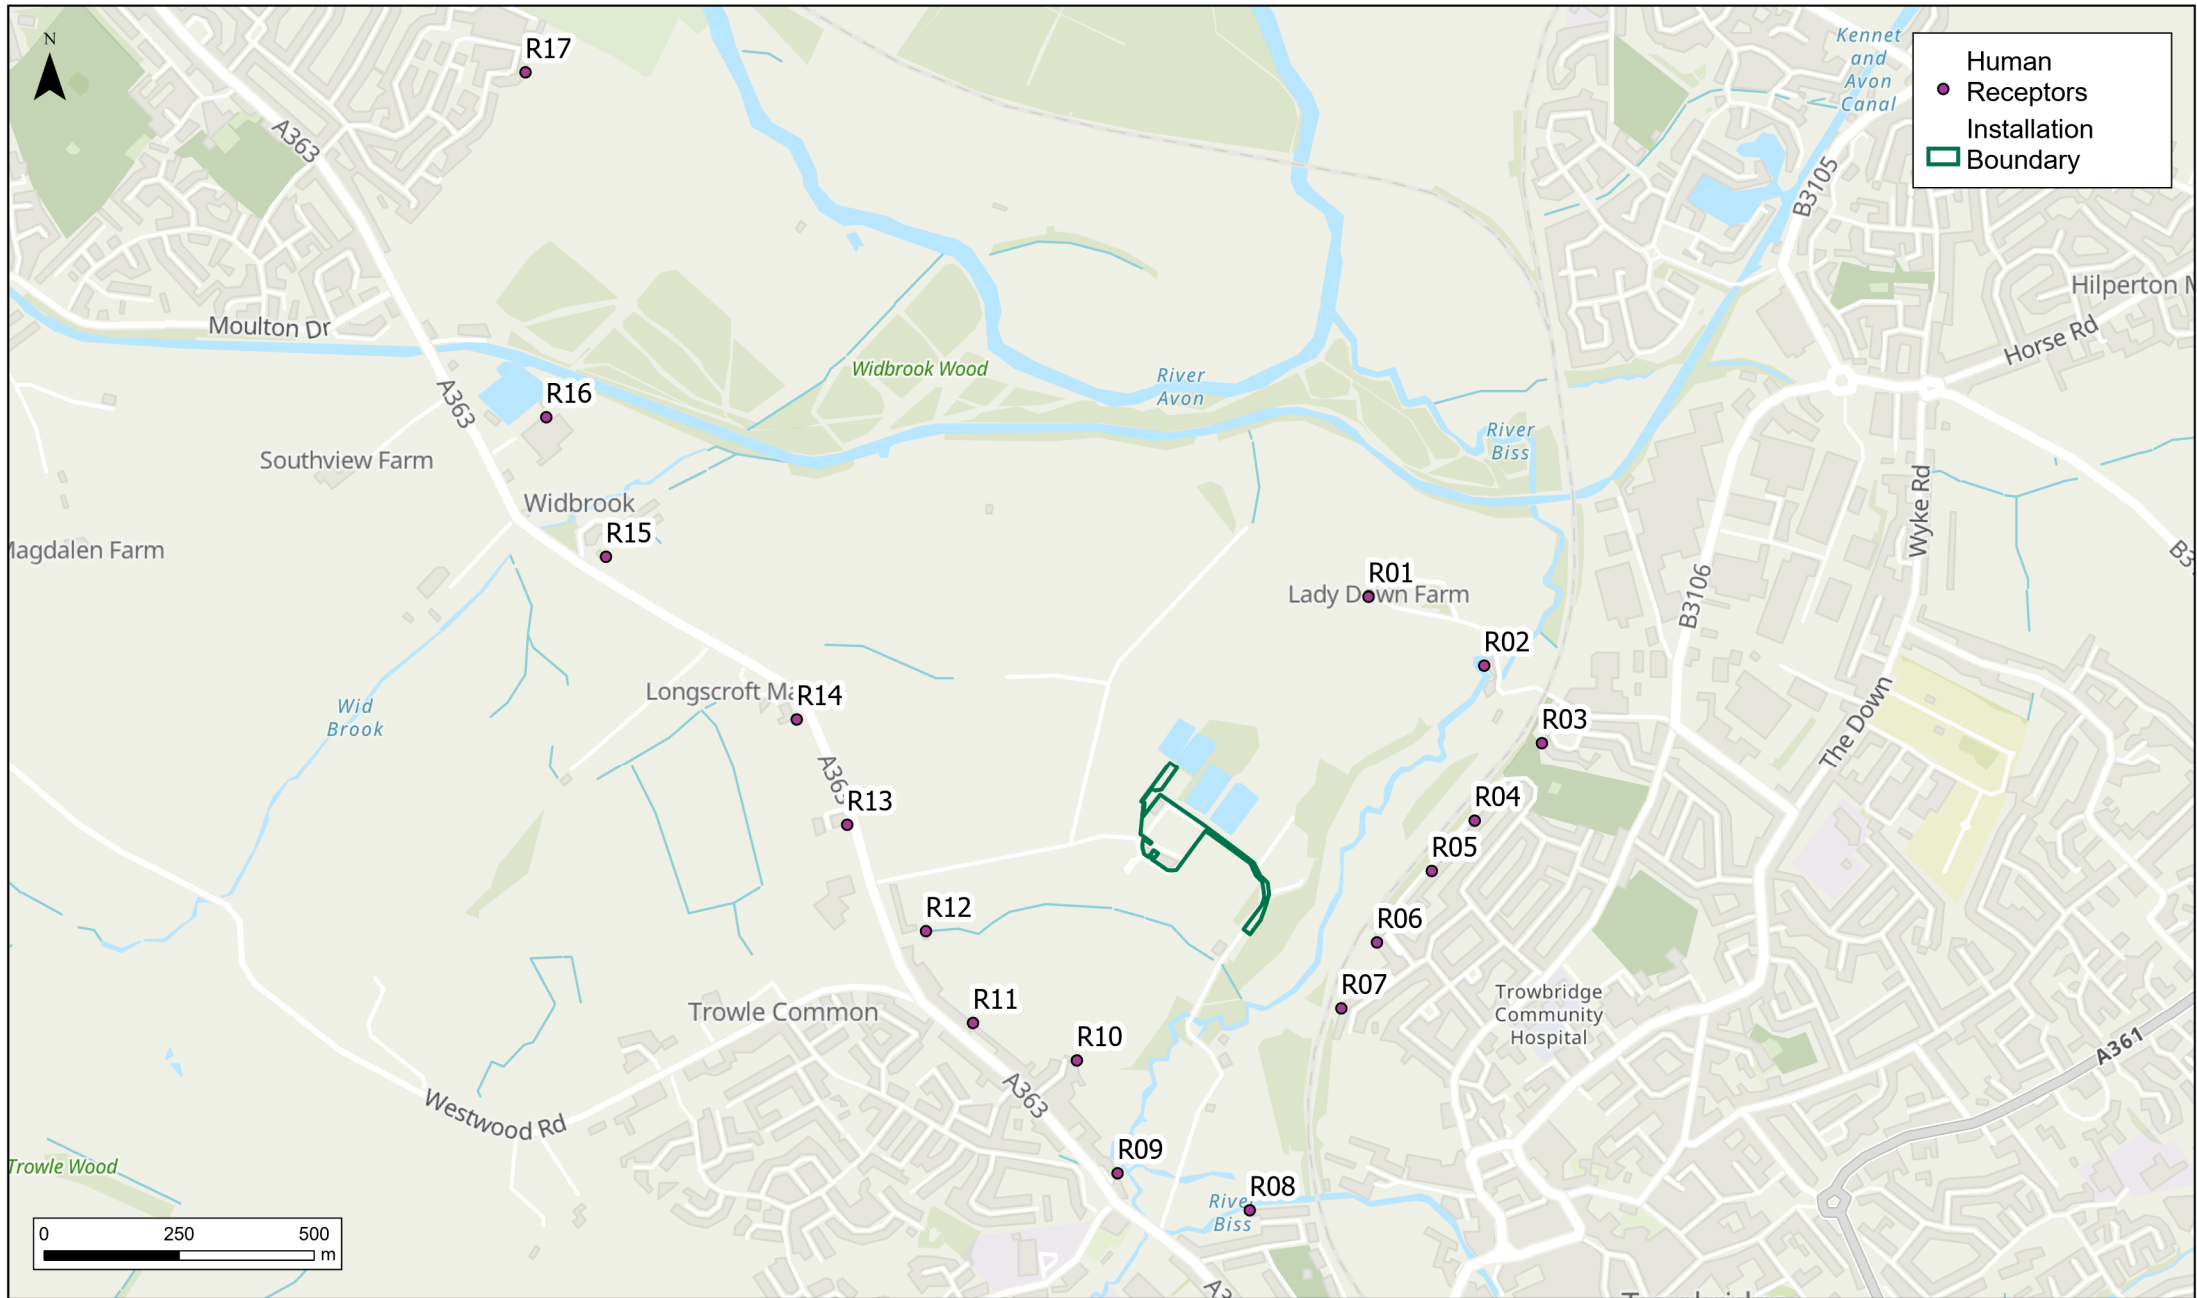 N
R17
Kennet
and
Avon
Canal
Human
Receptors
Installation
Boundary
A363
B3105
Hilperton
Moulton Dr
Horse Rd
Widbrook Wood
River
Avon
R16
A363
River
Biss
Southview Farm
Widbrook
Wyke Rd
R15
Magdalen Farm
R01
Lady Down Farm
B3106
R02
Wid
Brook
Longscroft
R14
R03
The Down
A363
R13
R04
R05
R12
R06
R07
Trowbridge
Community
Hospital
Trowle Common
R11
R10
A361
A363
Westwood Rd
R09
Trowle Wood
R08
River
Biss
0 250 500
m